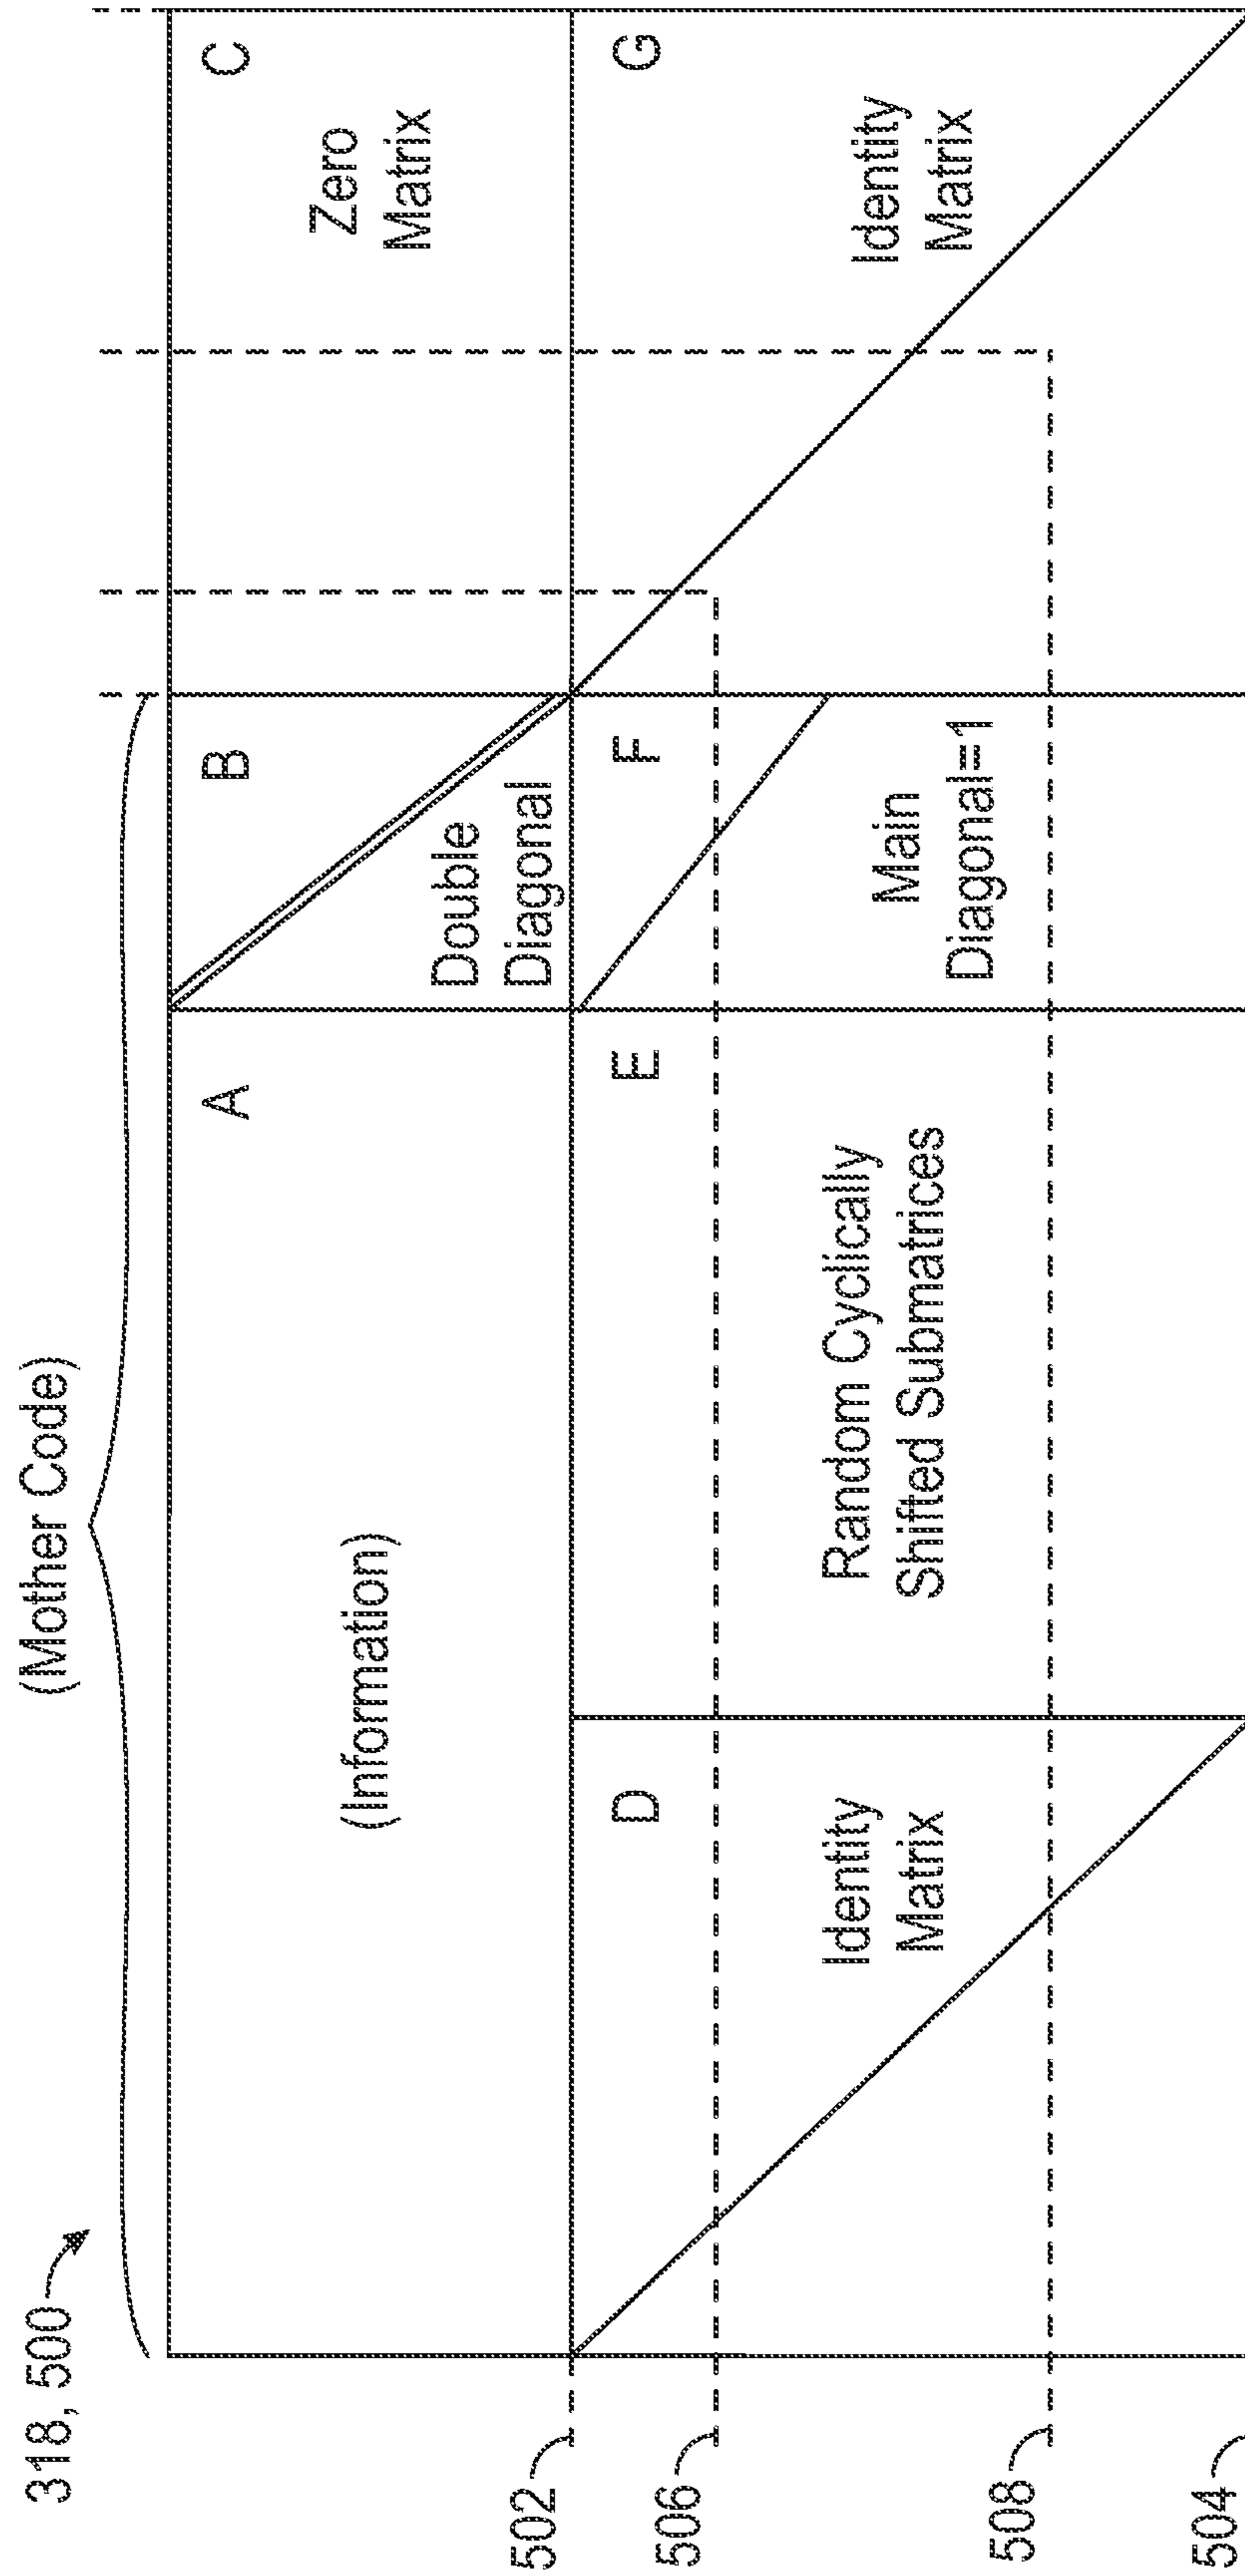 318, 500
(Mother Code)
A
(Information)
B
Double
Diagonal
C
Zero
Matrix
D
Identity
Matrix
E
Random Cyclically
Shifted Submatrices
F
Main
Diagonal=1
G
Identity
Matrix
502
506
508
504